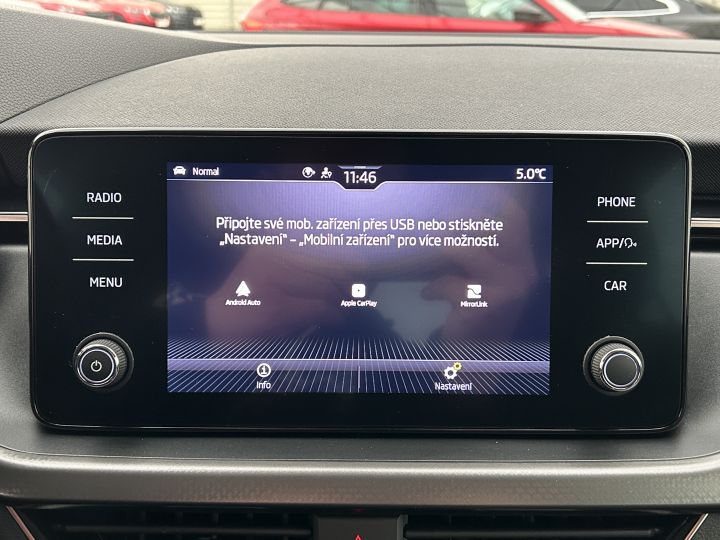 RADIO
MEDIA
MENU
Normal
11:46
5.0°C
Připojte své mob. zařízení přes USB nebo stiskněte
„Nastavení“ – „Mobilní zařízení“ pro více možností.
Android Auto
Apple CarPlay
MirrorLink
Info
Nastavení
PHONE
APP/
CAR